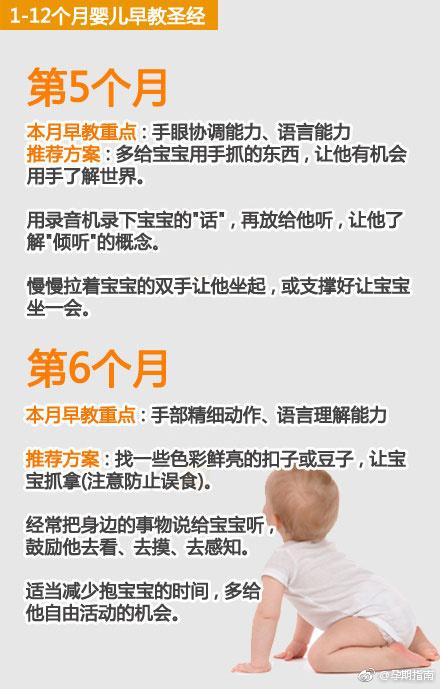 1-12个月婴儿早教圣经
第5个月
本月早教重点：手眼协调能力、语言能力
推荐方案：多给宝宝用手抓的东西，让他有机会
用手了解世界。
用录音机录下宝宝的"话"，再放给他听，让他了
解"倾听"的概念。
慢慢拉着宝宝的双手让他坐起，或支撑好让宝宝
坐一会。
第6个月
本月早教重点：手部精细动作、语言理解能力
推荐方案：找一些色彩鲜亮的扣子或豆子，让宝
宝抓拿(注意防止误食)。
经常把身边的事物说给宝宝听，
鼓励他去看、去摸、去感知。
适当减少抱宝宝的时间，多给
他自由活动的机会。
@孕期指南